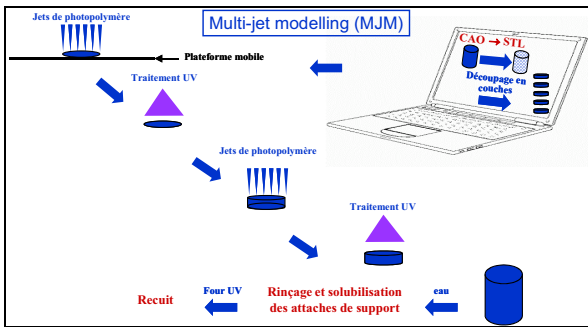 Jets de photopolymère
Multi-jet modelling (MJM)
CAO → STL
Plateforme mobile
Découpage en
couches
Traitement UV
Jets de photopolymère
Traitement UV
Recuit
Four UV
Rinçage et solubilisation
des attaches de support
eau